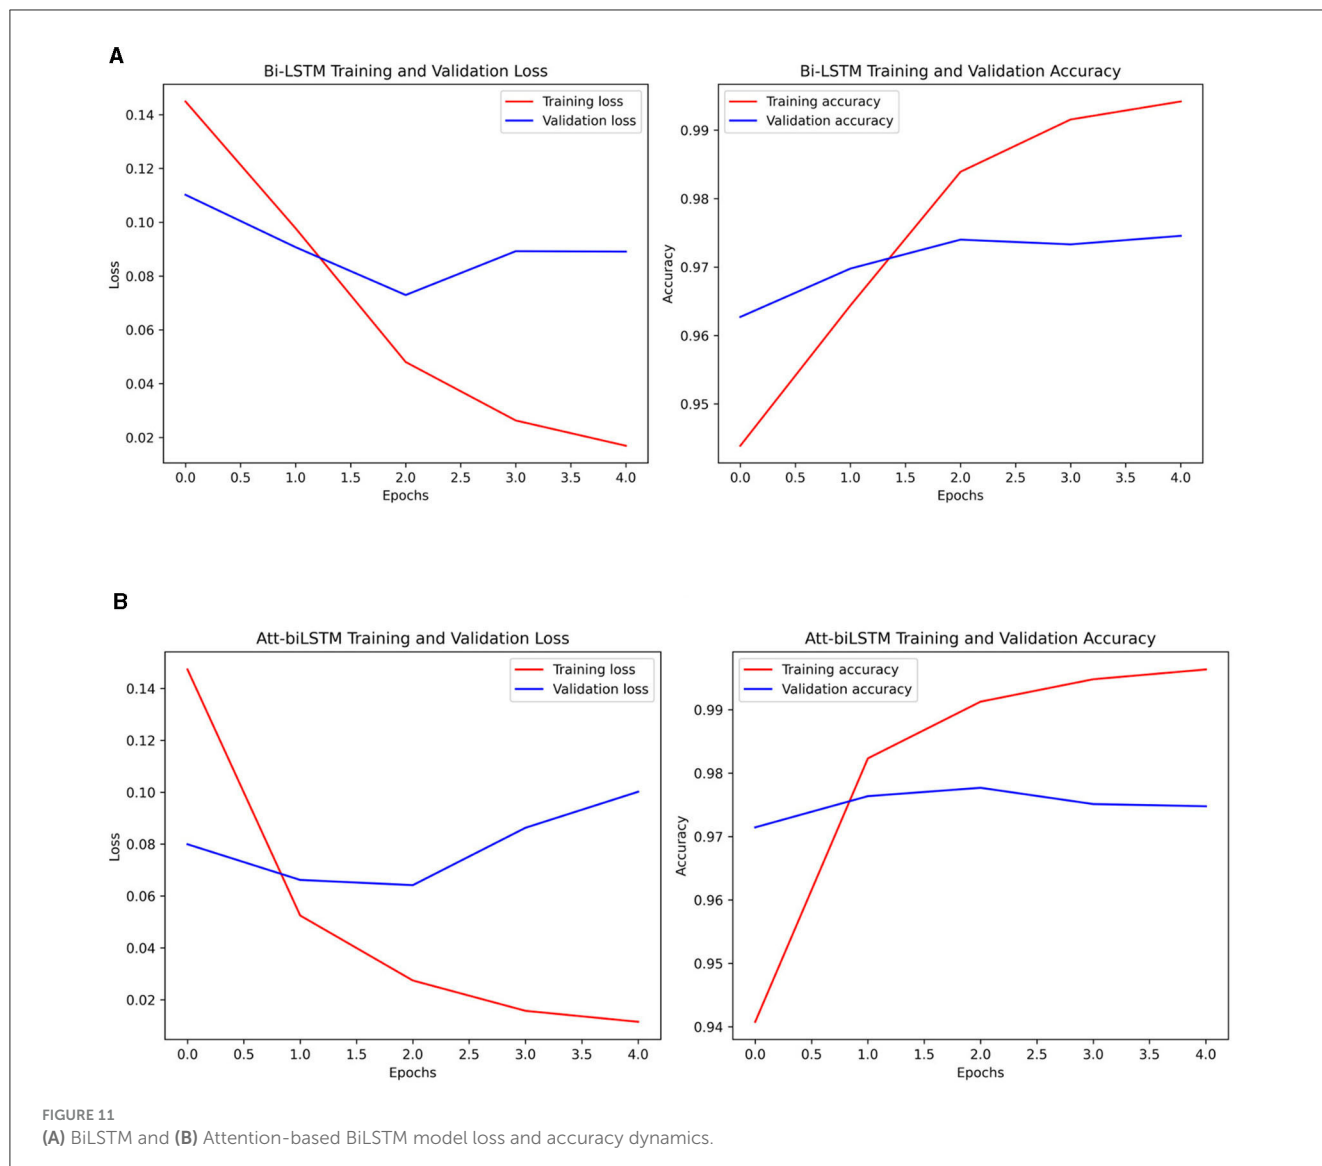 A
Bi-LSTM Training and Validation Loss
Training loss
Validation loss
0.14
0.12
0.10
0.08
0.06
0.04
0.02
Loss
0.0 0.5 1.0 1.5 2.0 2.5 3.0 3.5 4.0
Epochs
Bi-LSTM Training and Validation Accuracy
Training accuracy
Validation accuracy
0.99
0.98
0.97
0.96
0.95
Accuracy
0.0 0.5 1.0 1.5 2.0 2.5 3.0 3.5 4.0
Epochs
B
Att-biLSTM Training and Validation Loss
Training loss
Validation loss
0.14
0.12
0.10
0.08
0.06
0.04
0.02
Loss
0.0 0.5 1.0 1.5 2.0 2.5 3.0 3.5 4.0
Epochs
Att-biLSTM Training and Validation Accuracy
Training accuracy
Validation accuracy
0.99
0.98
0.97
0.96
0.95
0.94
Accuracy
0.0 0.5 1.0 1.5 2.0 2.5 3.0 3.5 4.0
Epochs
FIGURE 11
(A) BiLSTM and (B) Attention-based BiLSTM model loss and accuracy dynamics.